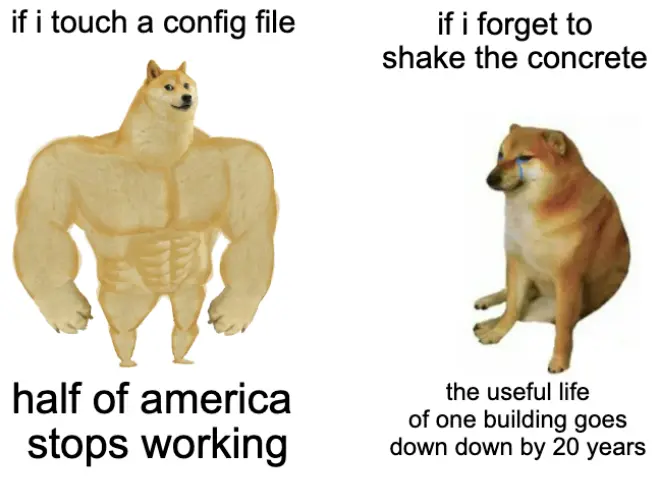 if i touch a config file
if i forget to
shake the concrete
half of america
stops working
the useful life
of one building goes
down down by 20 years